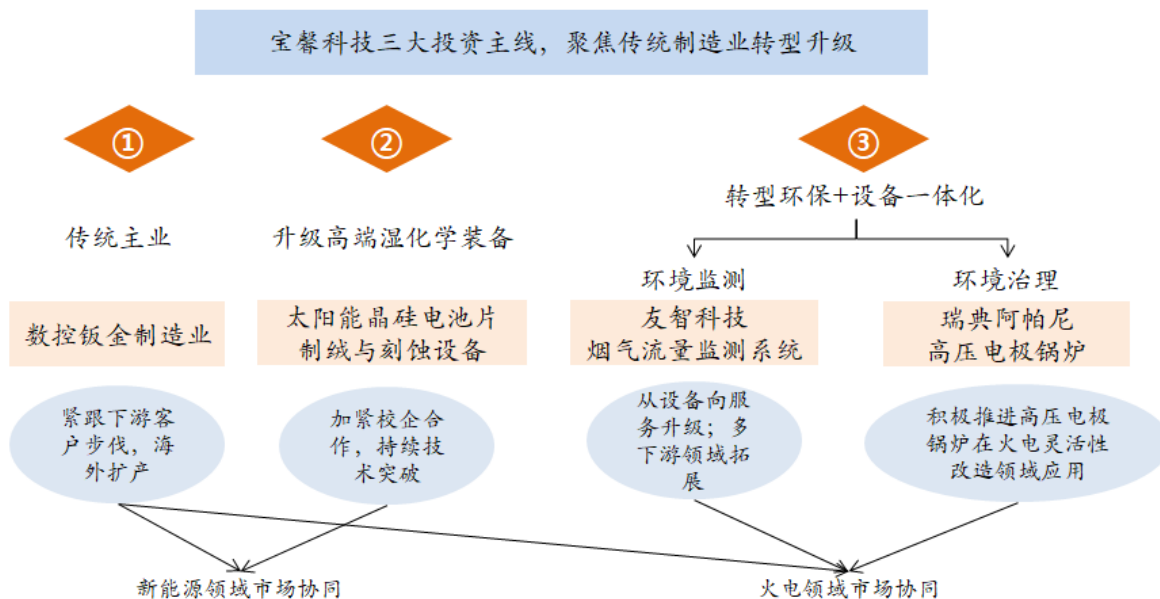 宝馨科技三大投资主线，聚焦传统制造业转型升级
①
②
③
传统主业
升级高端湿化学装备
转型环保+设备一体化
环境监测
环境治理
数控钣金制造业
太阳能晶硅电池片
制绒与刻蚀设备
友智科技
烟气流量监测系统
瑞典阿帕尼
高压电极锅炉
紧跟下游客
户步伐，海
外扩产
加紧校企合
作，持续技
术突破
从设备向服
务升级；多
下游领域拓
展
积极推进高压电极
锅炉在火电灵活性
改造领域应用
新能源领域市场协同
火电领域市场协同